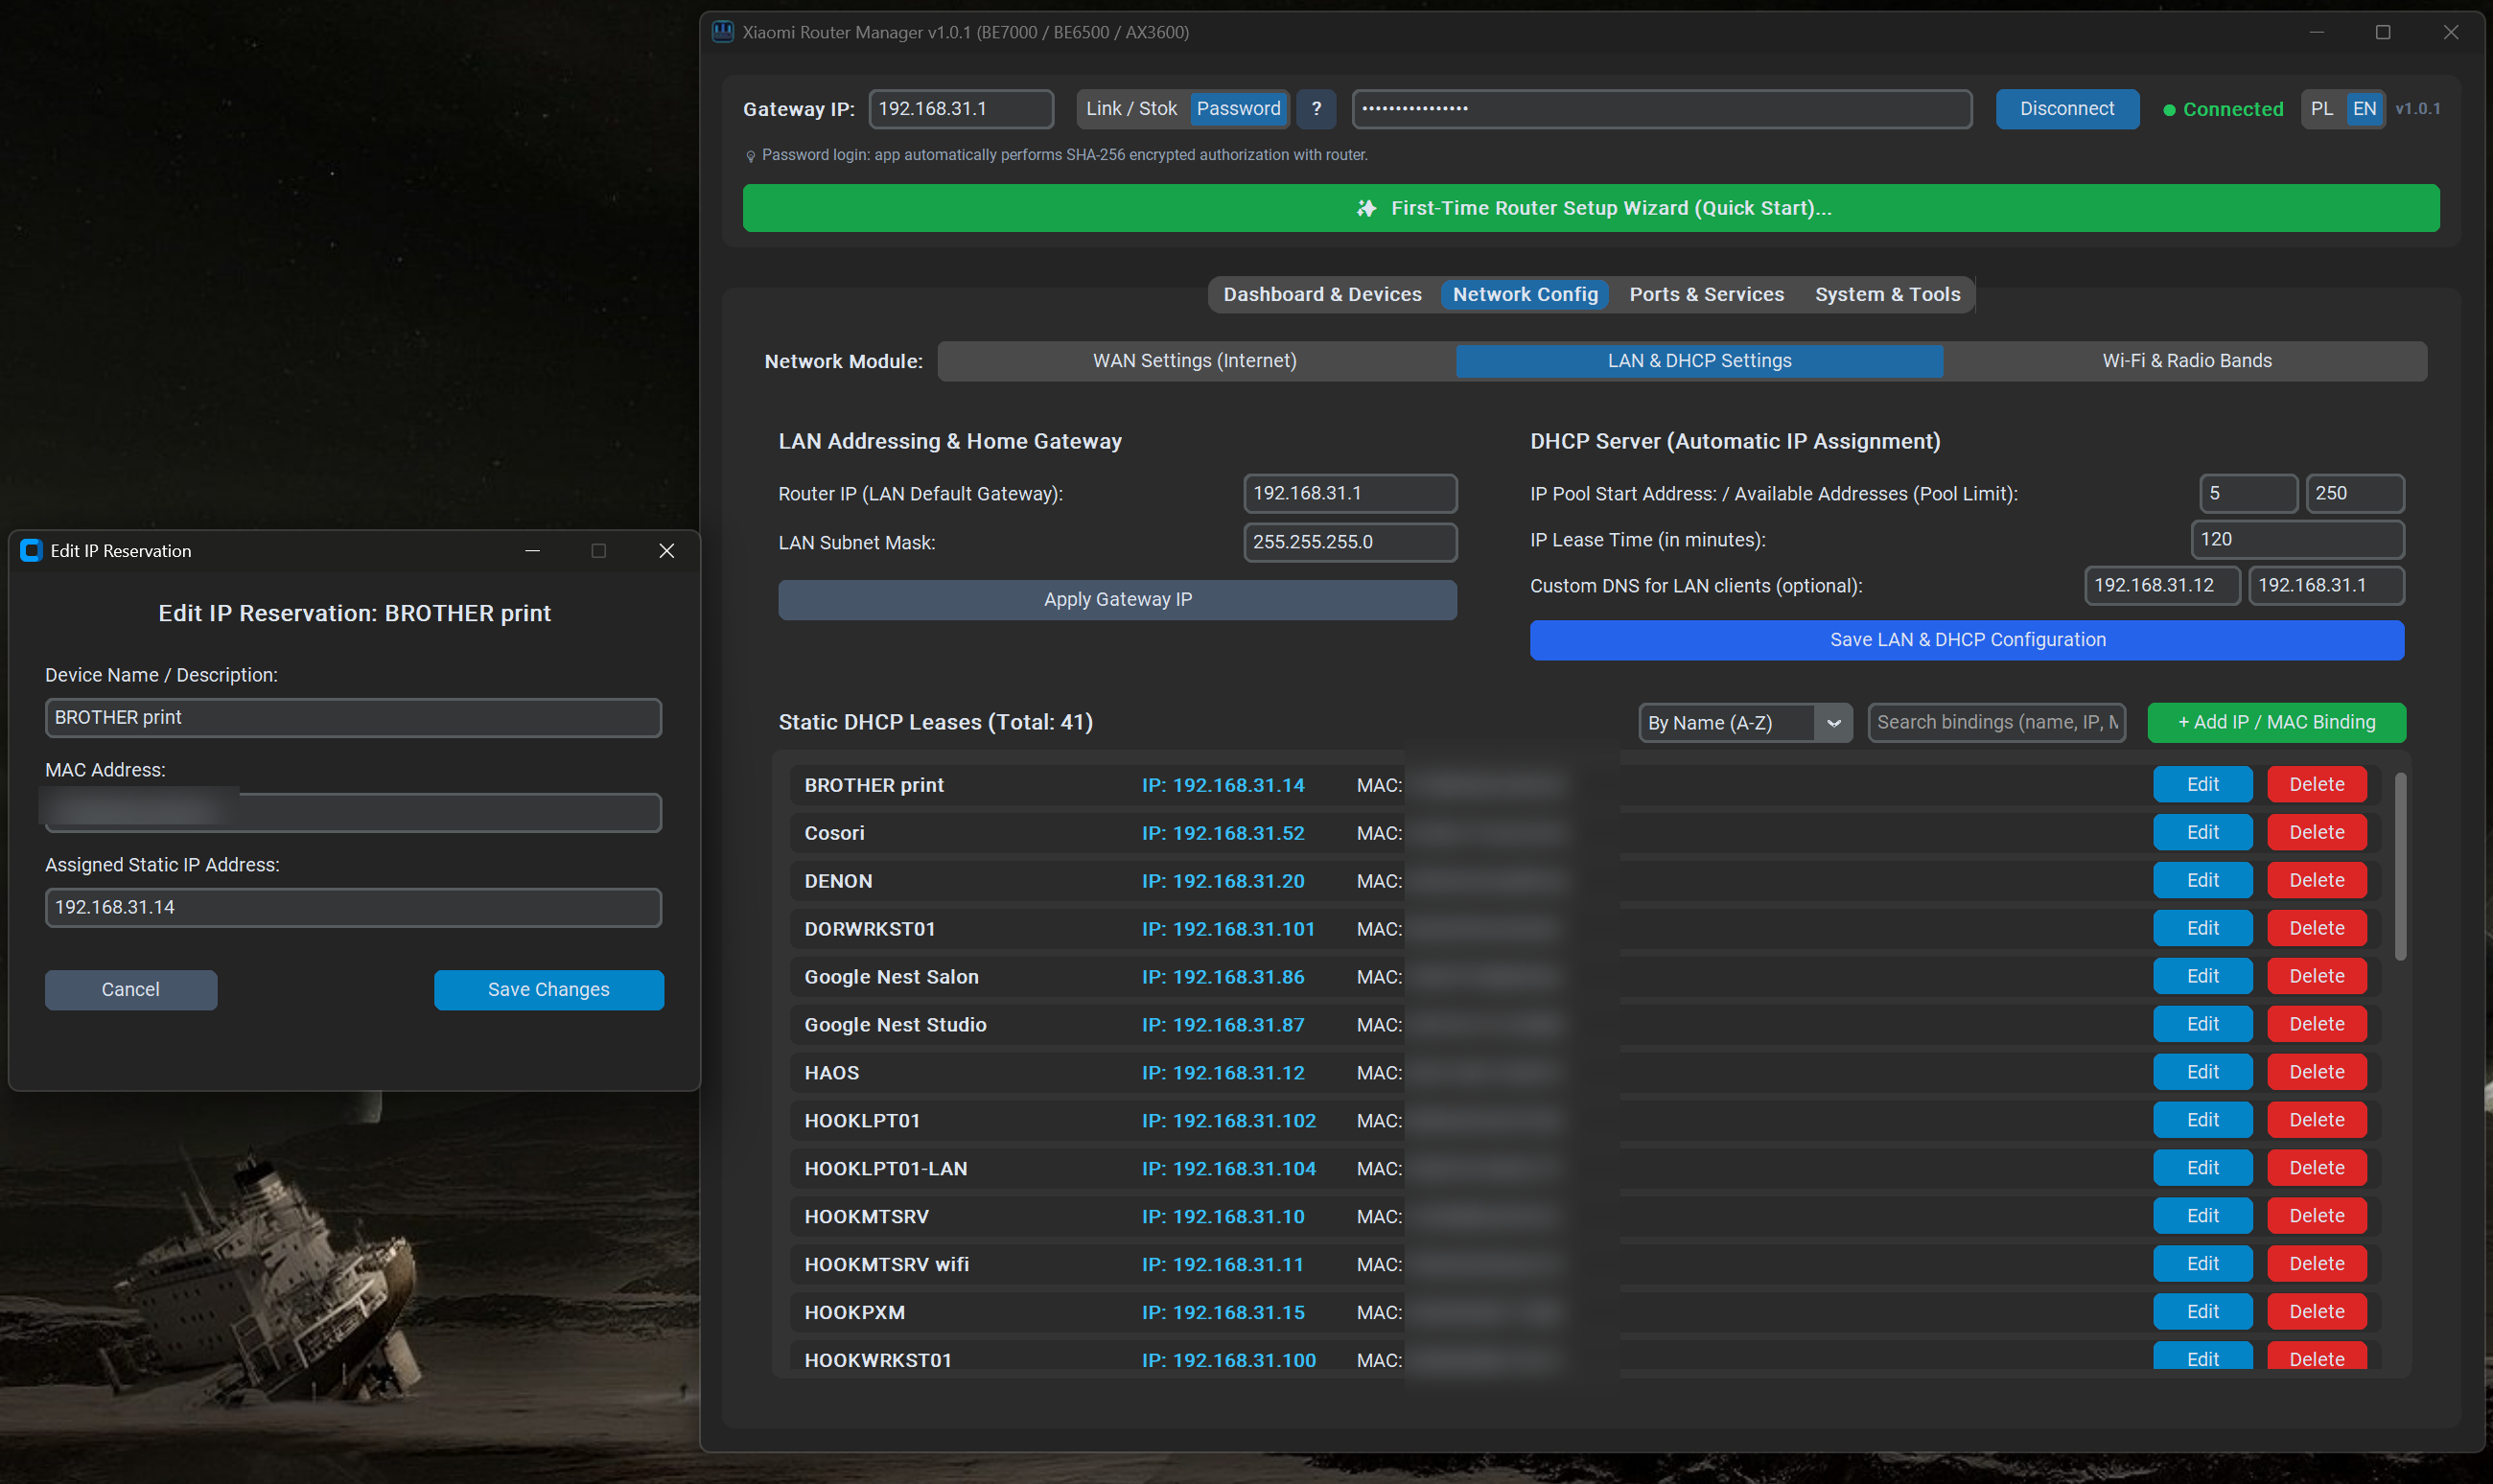 Xiaomi Router Manager v1.0.1 (BE7000 / BE6500 / AX3600)
Gateway IP: 192.168.31.1 Link / Stok Password ? •••••••••••••••• Disconnect ● Connected PL EN v1.0.1
Password login: app automatically performs SHA-256 encrypted authorization with router.
First-Time Router Setup Wizard (Quick Start)...
Dashboard & Devices Network Config Ports & Services System & Tools
Network Module: WAN Settings (Internet) LAN & DHCP Settings Wi-Fi & Radio Bands
LAN Addressing & Home Gateway
Router IP (LAN Default Gateway): 192.168.31.1
LAN Subnet Mask: 255.255.255.0
Apply Gateway IP
DHCP Server (Automatic IP Assignment)
IP Pool Start Address: / Available Addresses (Pool Limit): 5 250
IP Lease Time (in minutes): 120
Custom DNS for LAN clients (optional): 192.168.31.12 192.168.31.1
Save LAN & DHCP Configuration
Static DHCP Leases (Total: 41) By Name (A-Z) Search bindings (name, IP, + Add IP / MAC Binding
BROTHER print IP: 192.168.31.14 MAC: Edit Delete
Cosori IP: 192.168.31.52 MAC: Edit Delete
DENON IP: 192.168.31.20 MAC: Edit Delete
DORWRKST01 IP: 192.168.31.101 MAC: Edit Delete
Google Nest Salon IP: 192.168.31.86 MAC: Edit Delete
Google Nest Studio IP: 192.168.31.87 MAC: Edit Delete
HAOS IP: 192.168.31.12 MAC: Edit Delete
HOOKLPT01 IP: 192.168.31.102 MAC: Edit Delete
HOOKLPT01-LAN IP: 192.168.31.104 MAC: Edit Delete
HOOKMTSRV IP: 192.168.31.10 MAC: Edit Delete
HOOKMTSRV wifi IP: 192.168.31.11 MAC: Edit Delete
HOOKPXM IP: 192.168.31.15 MAC: Edit Delete
HOOKWRKST01 IP: 192.168.31.100 MAC: Edit Delete
Edit IP Reservation
Edit IP Reservation: BROTHER print
Device Name / Description:
BROTHER print
MAC Address:
Assigned Static IP Address:
192.168.31.14
Cancel Save Changes